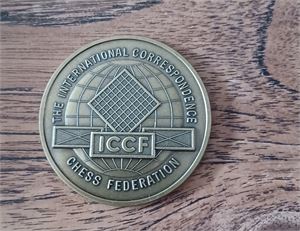 THE INTERNATIONAL CORRESPONDENCE
ICCF
CHESS FEDERATION